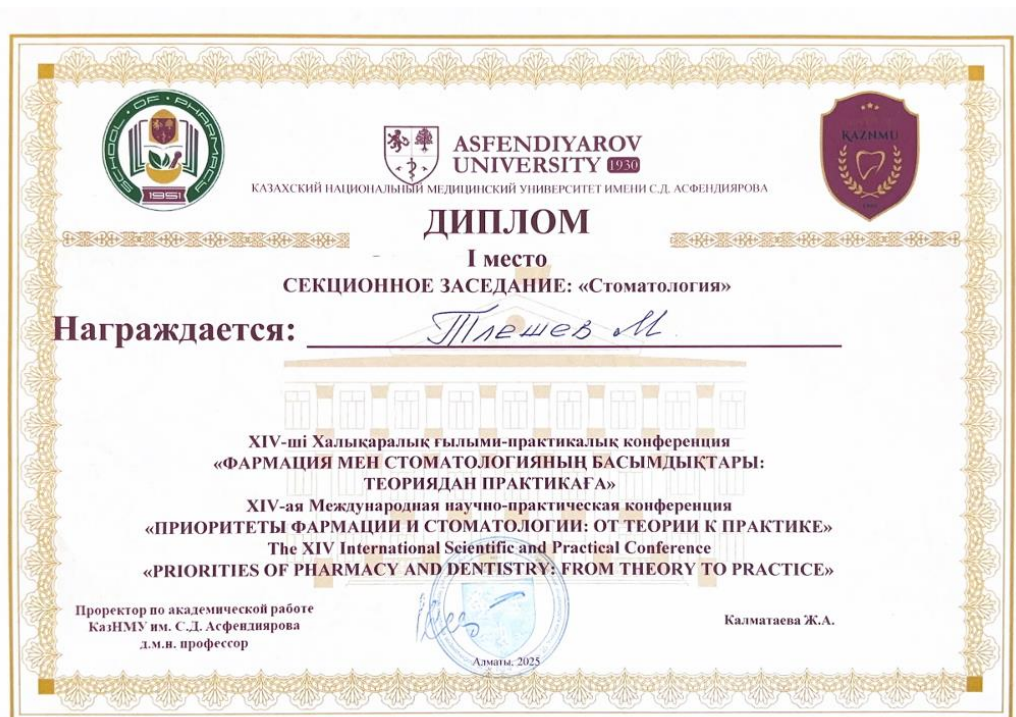 SCHOOL OF PHARMACY
1951
ASFENDIYAROV
UNIVERSITY 1930
KAZNMU
КАЗАХСКИЙ НАЦИОНАЛЬНЫЙ МЕДИЦИНСКИЙ УНИВЕРСИТЕТ ИМЕНИ С.Д. АСФЕНДИЯРОВА
ДИПЛОМ
I место
СЕКЦИОННОЕ ЗАСЕДАНИЕ: «Стоматология»
Награждается: Тлешев М.
XIV-ші Халықаралық ғылыми-практикалық конференция
«ФАРМАЦИЯ МЕН СТОМАТОЛОГИЯНЫҢ БАСЫМДЫҚТАРЫ:
ТЕОРИЯДАН ПРАКТИКАҒА»
XIV-ая Международная научно-практическая конференция
«ПРИОРИТЕТЫ ФАРМАЦИИ И СТОМАТОЛОГИИ: ОТ ТЕОРИИ К ПРАКТИКЕ»
The XIV International Scientific and Practical Conference
«PRIORITIES OF PHARMACY AND DENTISTRY: FROM THEORY TO PRACTICE»
Проректор по академической работе
КазНМУ им. С.Д. Асфендиярова
д.м.н. профессор
Калматаева Ж.А.
Алматы, 2025